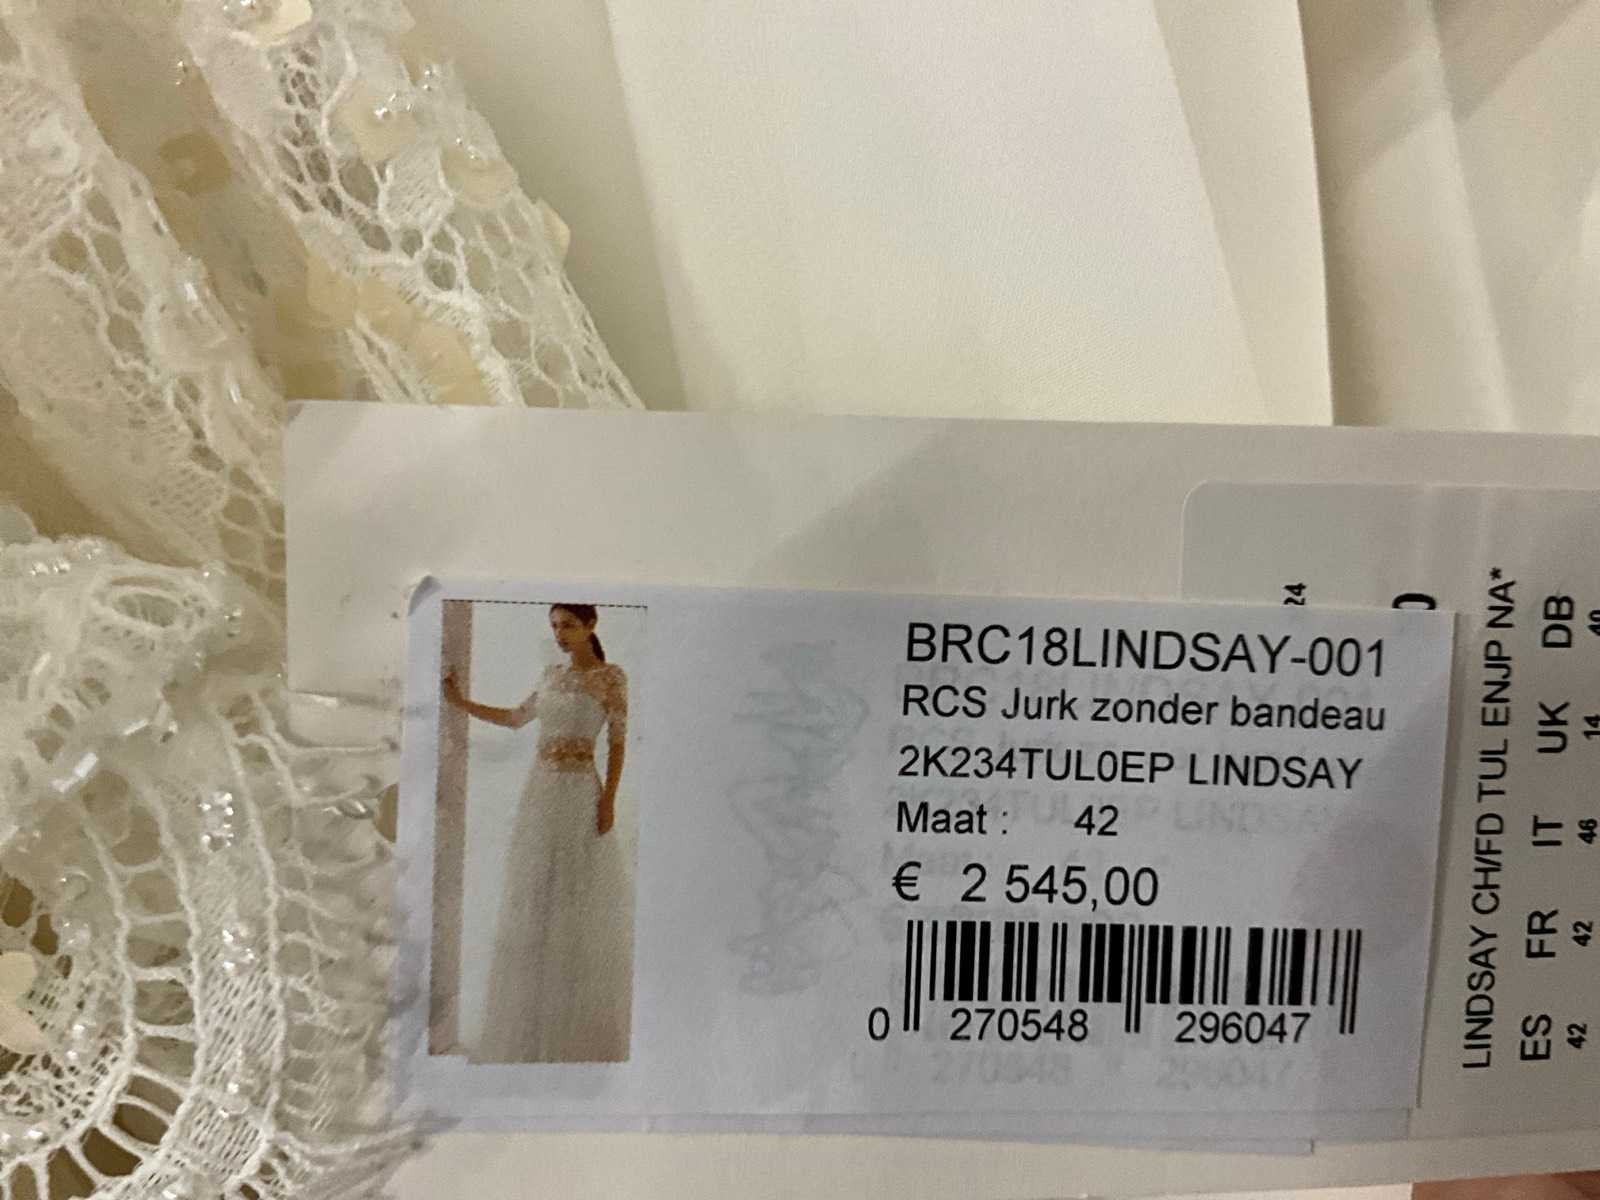 BRC18LINDSAY-001
RCS Jurk zonder bandeau
2K234TUL0EP LINDSAY
Maat : 42
€ 2 545,00
0 270548 296047
24
LINDSAY CH/FD TUL ENJP NA*
ES FR IT UK DB
42 42 46 14 40